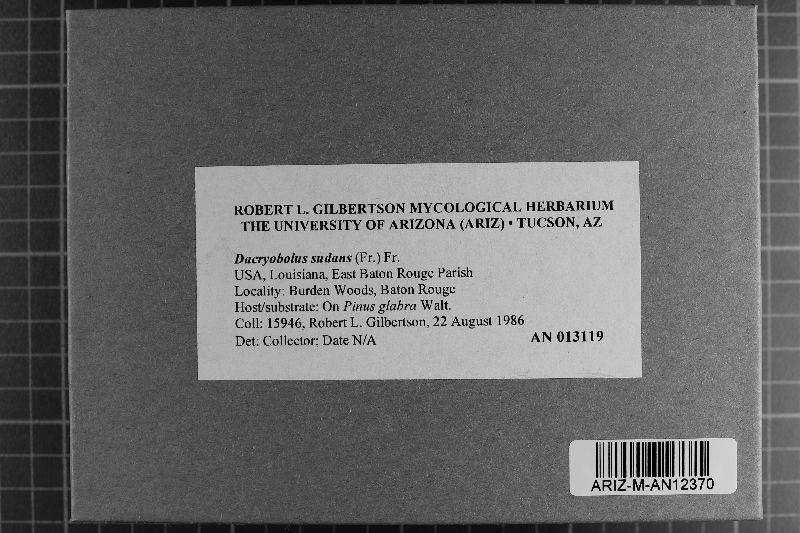 ROBERT L. GILBERTSON MYCOLOGICAL HERBARIUM
THE UNIVERSITY OF ARIZONA (ARIZ) • TUCSON, AZ
Dacryobolus sudans (Fr.) Fr.
USA, Louisiana, East Baton Rouge Parish
Locality: Burden Woods, Baton Rouge
Host/substrate: On Pinus glabra Walt.
Coll: 15946, Robert L. Gilbertson, 22 August 1986
Det: Collector; Date N/A
AN 013119
ARIZ-M-AN12370